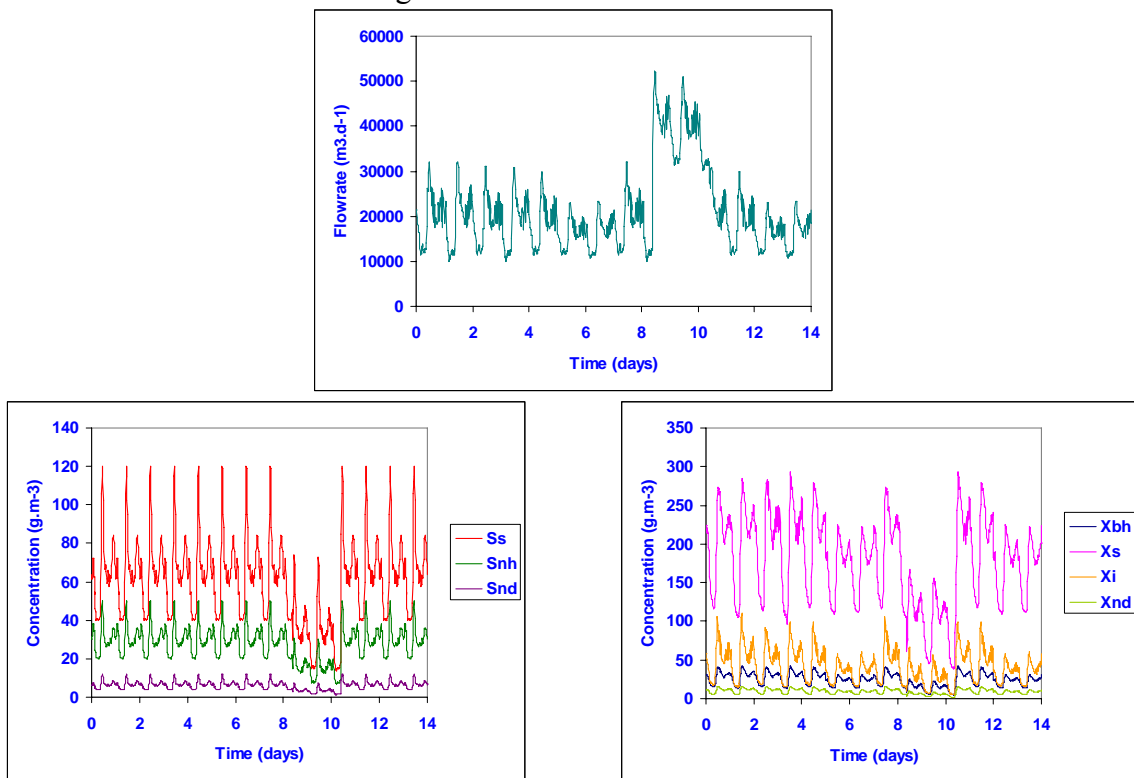 60000
50000
40000
30000
20000
10000
0
Flowrate (m3.d-1)
0 2 4 6 8 10 12 14
Time (days)
140
120
100
80
60
40
20
0
Concentration (g.m-3)
0 2 4 6 8 10 12 14
Time (days)
Ss
Snh
Snd
350
300
250
200
150
100
50
0
Concentration (g.m-3)
0 2 4 6 8 10 12 14
Time (days)
Xbh
Xs
Xi
Xnd